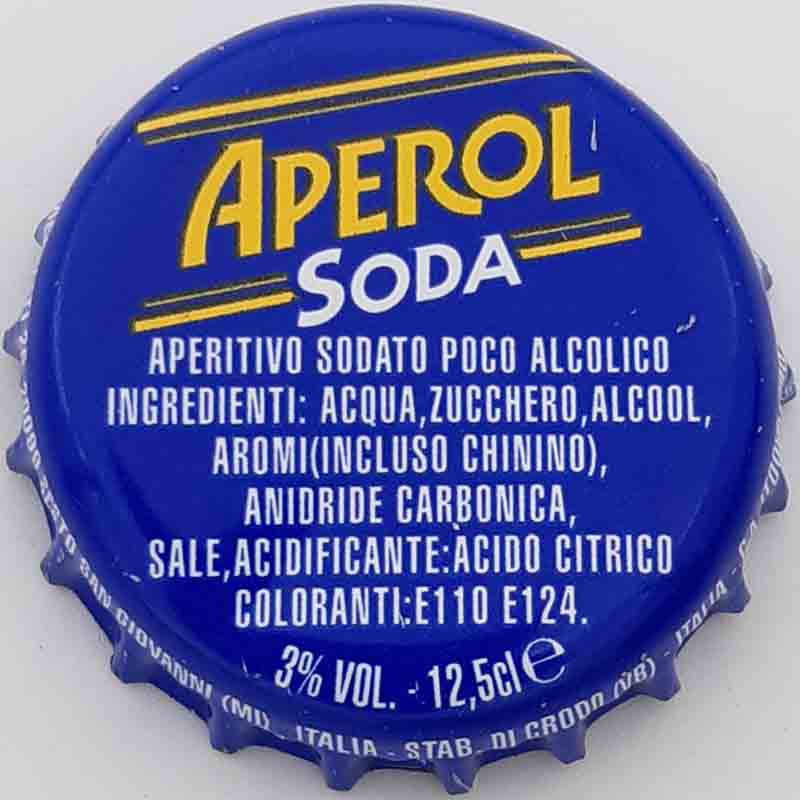 APEROL
SODA
APERITIVO SODATO POCO ALCOLICO
INGREDIENTI: ACQUA,ZUCCHERO,ALCOOL,
AROMI(INCLUSO CHININO),
ANIDRIDE CARBONICA,
SALE,ACIDIFICANTE:ACIDO CITRICO
COLORANTI:E110 E124.
3% VOL. - 12,5cl e
SESTO SAN GIOVANNI (MI) - ITALIA - STAB. DI CRODO (VB) - ITALIA -